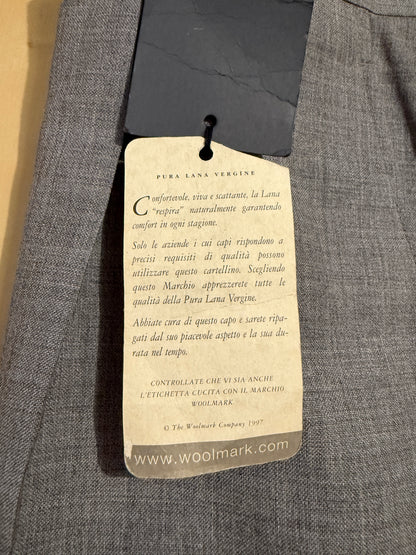 PURA LANA VERGINE
Confortevole, viva e scattante, la Lana
"respira" naturalmente garantendo
comfort in ogni stagione.
Solo le aziende i cui capi rispondono a
precisi requisiti di qualità possono
utilizzare questo cartellino. Scegliendo
questo Marchio apprezzerete tutte le
qualità della Pura Lana Vergine.
Abbiate cura di questo capo e sarete ripa-
gati dal suo piacevole aspetto e la sua du-
rata nel tempo.
CONTROLLATE CHE VI SIA ANCHE
L'ETICHETTA CUCITA CON IL MARCHIO
WOOLMARK.
© The Woolmark Company 1997
www.woolmark.com